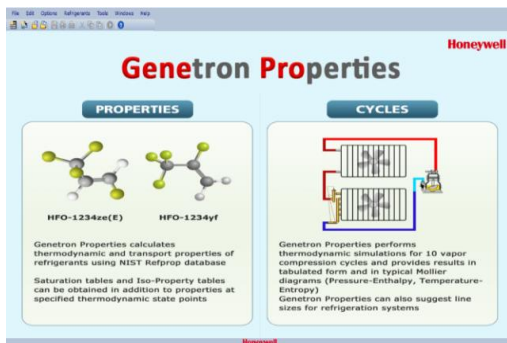 File Edit Options Refrigerants Tools Windows Help
Honeywell
Genetron Properties
PROPERTIES
CYCLES
HFO-1234ze(E) HFO-1234yf
Genetron Properties calculates
thermodynamic and transport properties of
refrigerants using NIST Refprop database
Saturation tables and Iso-Property tables
can be obtained in addition to properties at
specified thermodynamic state points
Genetron Properties performs
thermodynamic simulations for 10 vapor
compression cycles and provides results in
tabulated form and in typical Mollier
diagrams (Pressure-Enthalpy, Temperature-
Entropy)
Genetron Properties can also suggest line
sizes for refrigeration systems
Honeywell